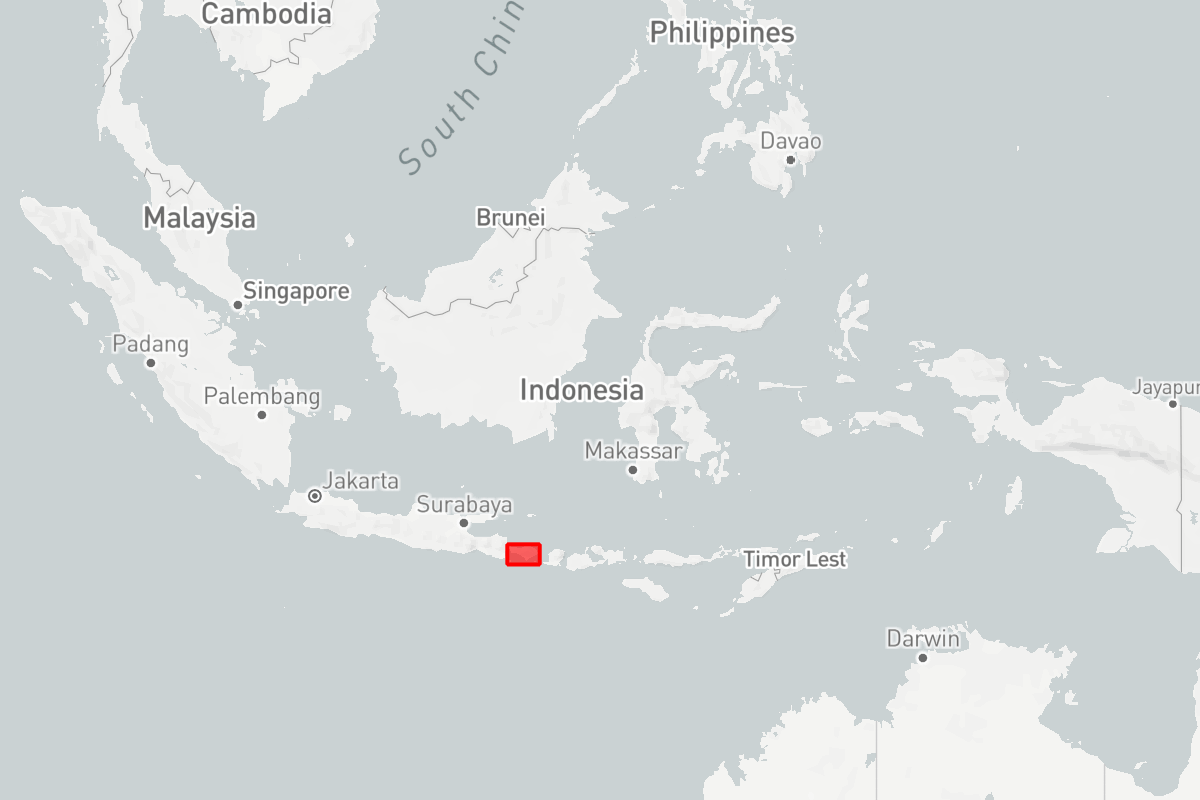 Cambodia
Philippines
South Chin
Davao
Malaysia
Brunei
Singapore
Padang
Palembang
Indonesia
Jayapur
Makassar
Jakarta
Surabaya
Timor Lest
Darwin